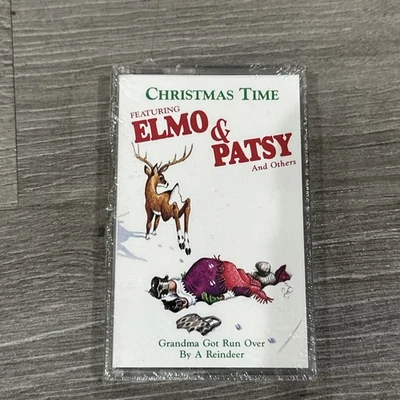 CHRISTMAS TIME
FEATURING
ELMO &
PATSY
And Others
Grandma Got Run Over
By A Reindeer